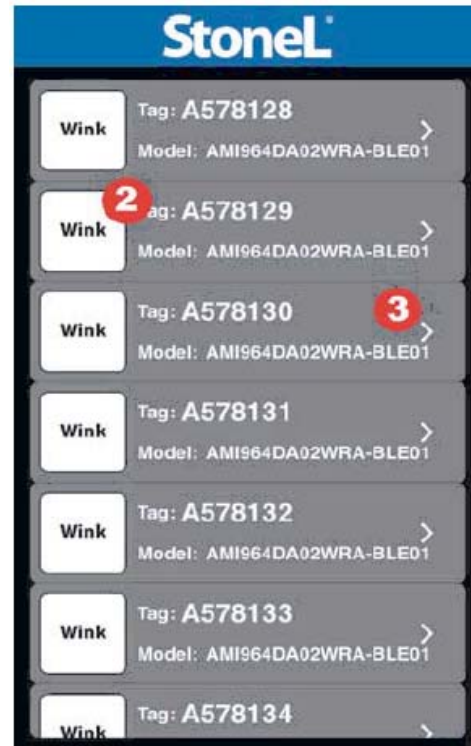 StoneL
Wink
Tag: A578128
Model: AMI964DA02WRA-BLE01
Wink
2
ag: A578129
Model: AMI964DA02WRA-BLE01
Wink
Tag: A578130
3
Model: AMI964DA02WRA-BLE01
Wink
Tag: A578131
Model: AMI964DA02WRA-BLE01
Wink
Tag: A578132
Model: AMI964DA02WRA-BLE01
Wink
Tag: A578133
Model: AMI964DA02WRA-BLE01
Wink
Tag: A578134